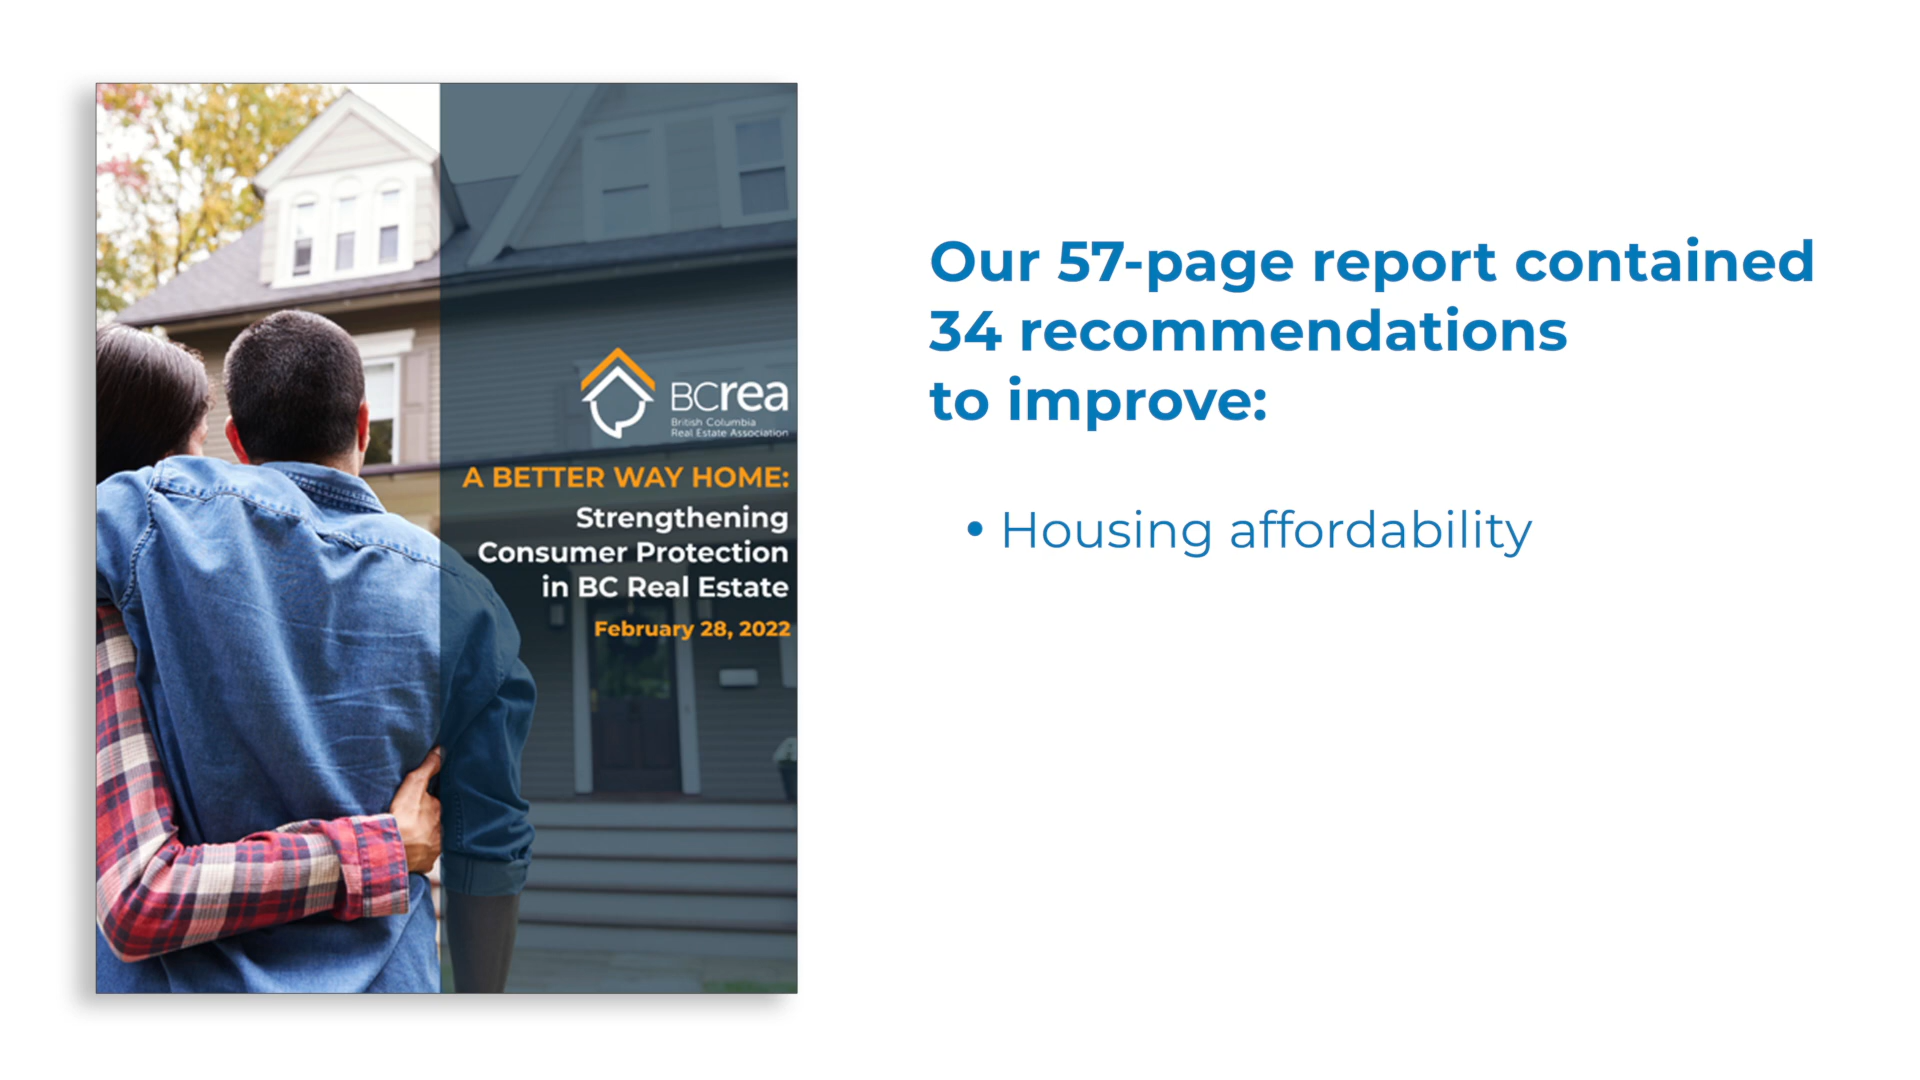 BCrea
British Columbia
Real Estate Association
A BETTER WAY HOME:
Strengthening
Consumer Protection
in BC Real Estate
February 28, 2022
Our 57-page report contained
34 recommendations
to improve:
• Housing affordability